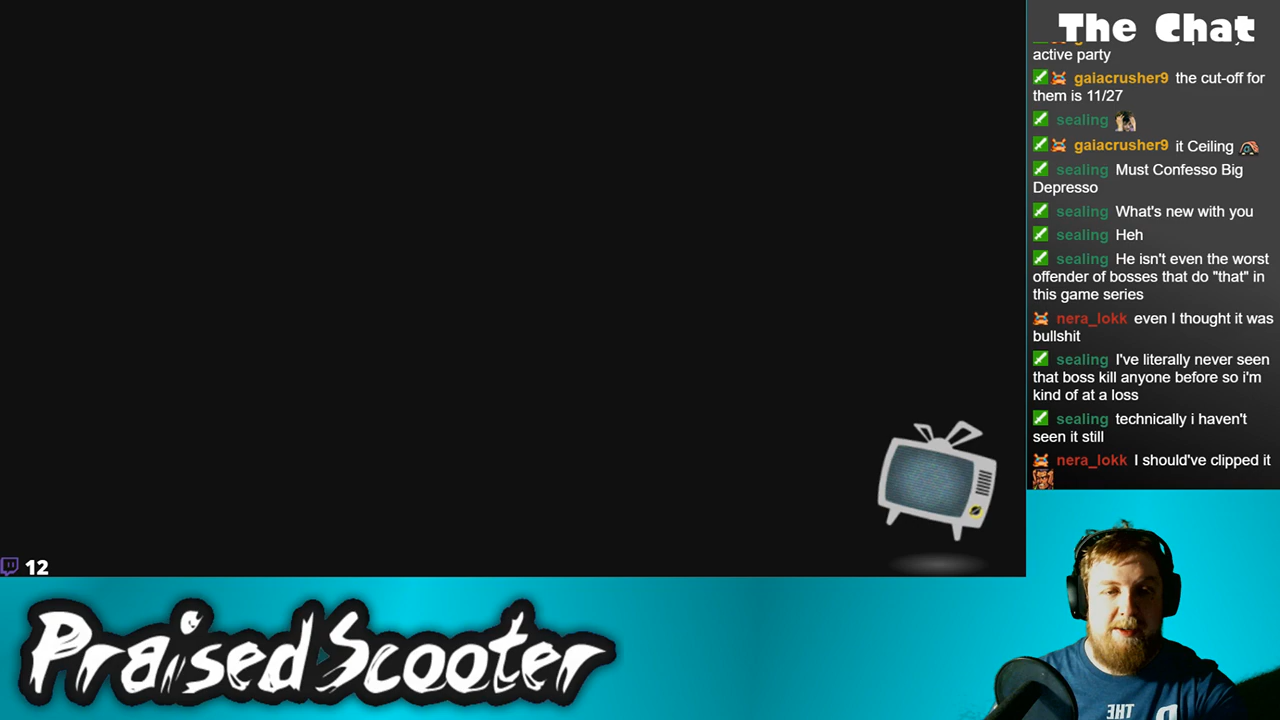 The Chat
active party
gaiacrusher9 the cut-off for
them is 11/27
sealing
gaiacrusher9 it Ceiling
sealing Must Confesso Big
Depresso
sealing What's new with you
sealing Heh
sealing He isn't even the worst
offender of bosses that do "that" in
this game series
nera_lokk even I thought it was
bullshit
sealing I've literally never seen
that boss kill anyone before so i'm
kind of at a loss
sealing technically i haven't
seen it still
nera_lokk I should've clipped it
12
PraisedScooter
THE